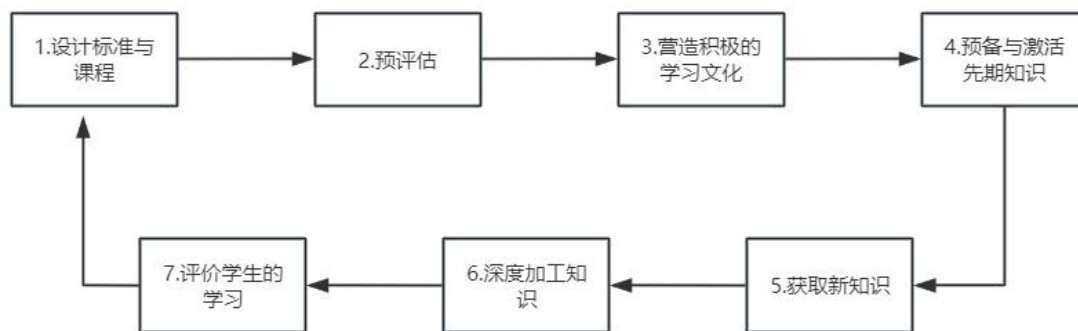 1.设计标准与
课程
2.预评估
3.营造积极的
学习文化
4.预备与激活
先期知识
5.获取新知识
6.深度加工知
识
7.评价学生的
学习